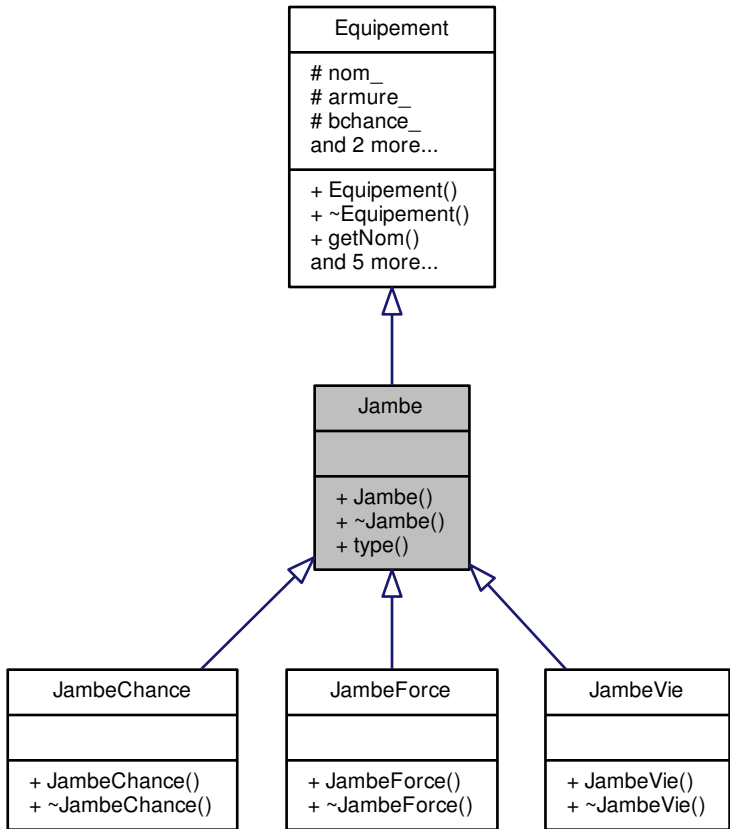 Equipement
# nom_
# armure_
# bchance_
and 2 more...
+ Equipement()
+ ~Equipement()
+ getNom()
and 5 more...
Jambe
+ Jambe()
+ ~Jambe()
+ type()
JambeChance
+ JambeChance()
+ ~JambeChance()
JambeForce
+ JambeForce()
+ ~JambeForce()
JambeVie
+ JambeVie()
+ ~JambeVie()